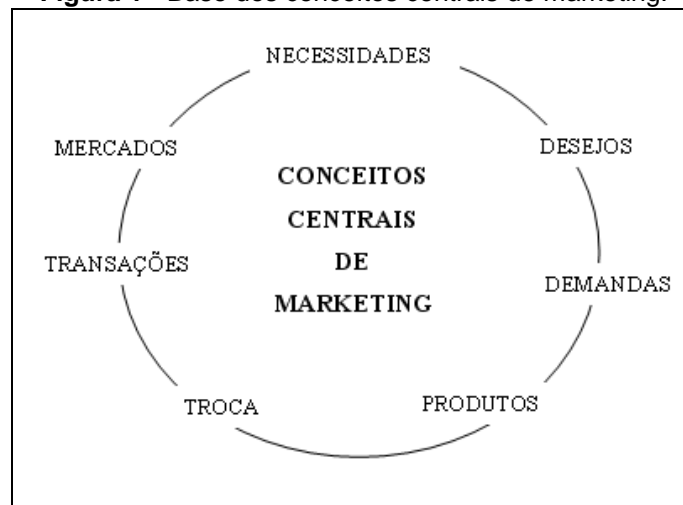 Figura 1 - Base dos conceitos centrais de marketing.
NECESSIDADES
MERCADOS
DESEJOS
CONCEITOS
CENTRAIS
DE
MARKETING
TRANSAÇÕES
DEMANDAS
TROCA
PRODUTOS